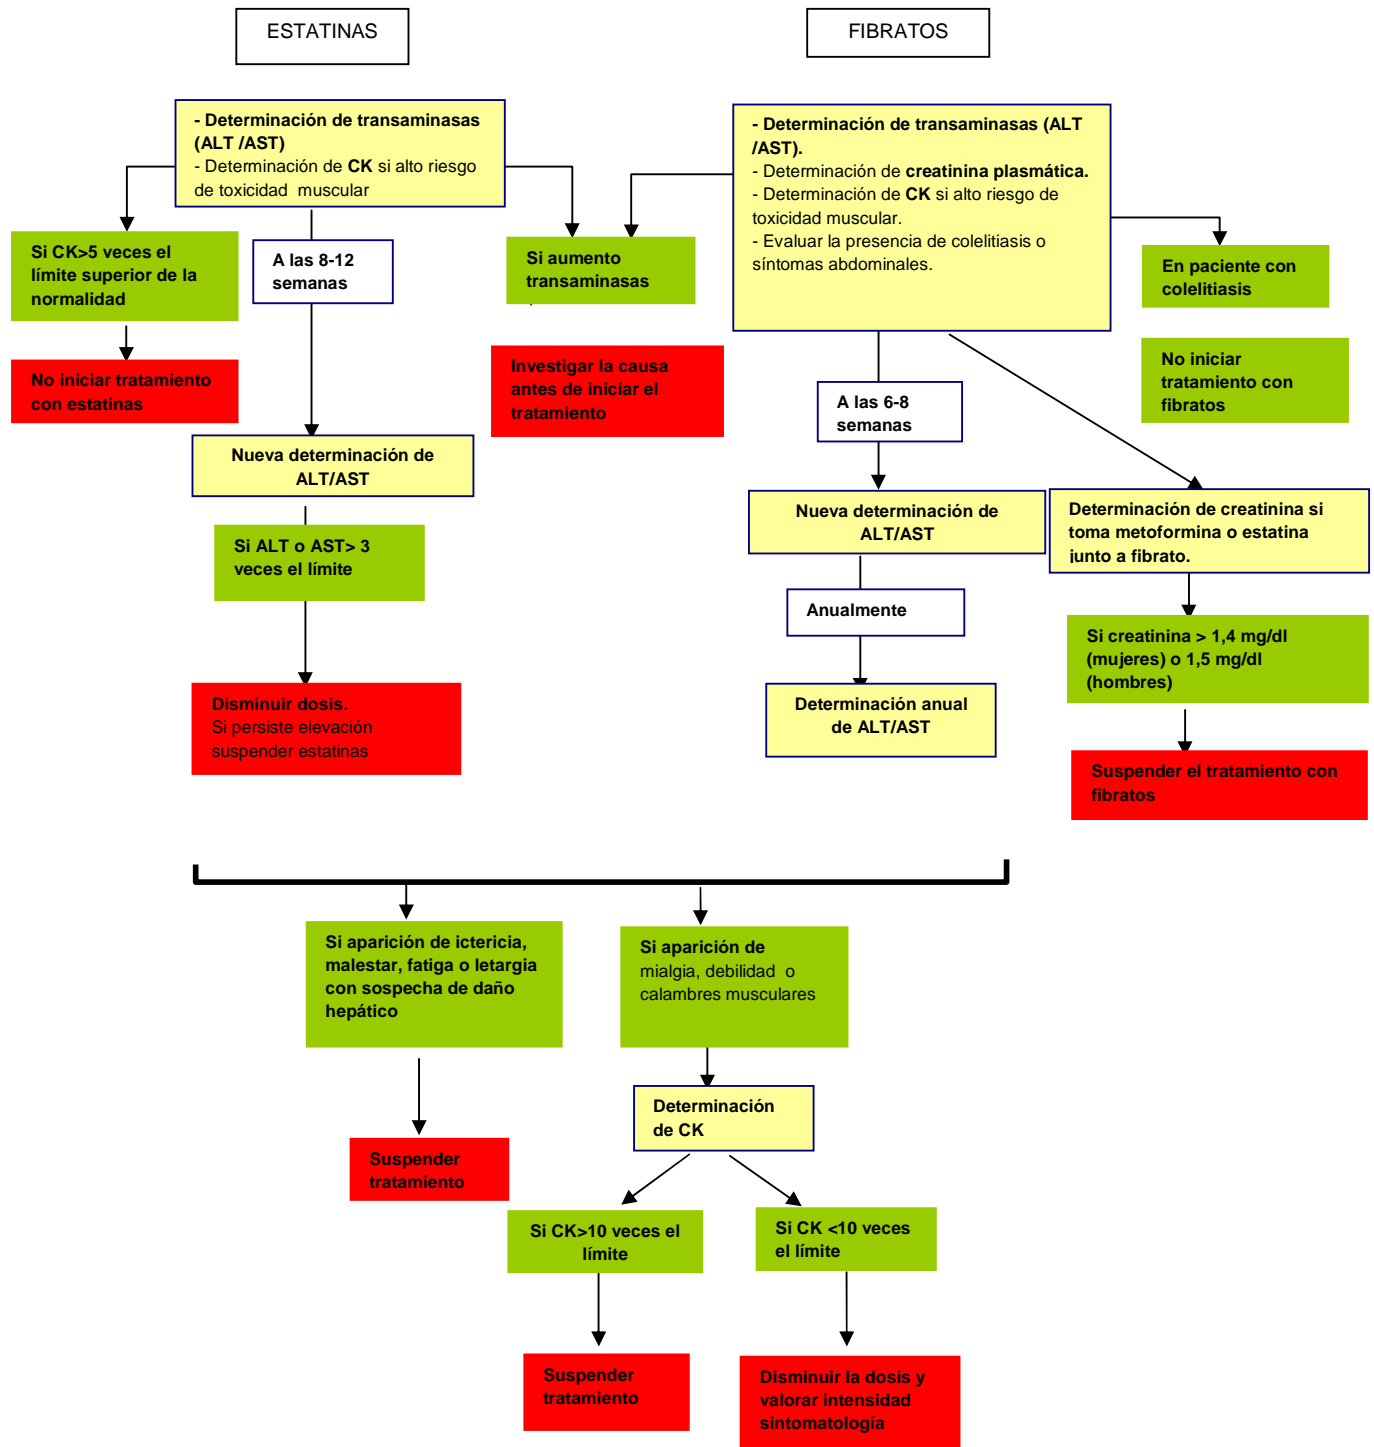 ESTATINAS
FIBRATOS
- Determinación de transaminasas
(ALT /AST)
- Determinación de CK si alto riesgo
de toxicidad muscular
- Determinación de transaminasas (ALT
/AST).
- Determinación de creatinina plasmática.
- Determinación de CK si alto riesgo de
toxicidad muscular.
- Evaluar la presencia de colelitiasis o
síntomas abdominales.
Si CK>5 veces el
límite superior de la
normalidad
A las 8-12
semanas
Si aumento
transaminasas
En paciente con
colelitiasis
No iniciar tratamiento
con estatinas
Investigar la causa
antes de iniciar el
tratamiento
No iniciar
tratamiento con
fibratos
A las 6-8
semanas
Nueva determinación de
ALT/AST
Nueva determinación de
ALT/AST
Determinación de creatinina si
toma metoformina o estatina
junto a fibrato.
Si ALT o AST> 3
veces el límite
Anualmente
Si creatinina > 1,4 mg/dl
(mujeres) o 1,5 mg/dl
(hombres)
Disminuir dosis.
Si persiste elevación
suspender estatinas
Determinación anual
de ALT/AST
Suspender el tratamiento con
fibratos
Si aparición de ictericia,
malestar, fatiga o letargia
con sospecha de daño
hepático
Si aparición de
mialgia, debilidad o
calambres musculares
Determinación
de CK
Suspender
tratamiento
Si CK>10 veces el
límite
Si CK <10 veces
el límite
Suspender
tratamiento
Disminuir la dosis y
valorar intensidad
sintomatología